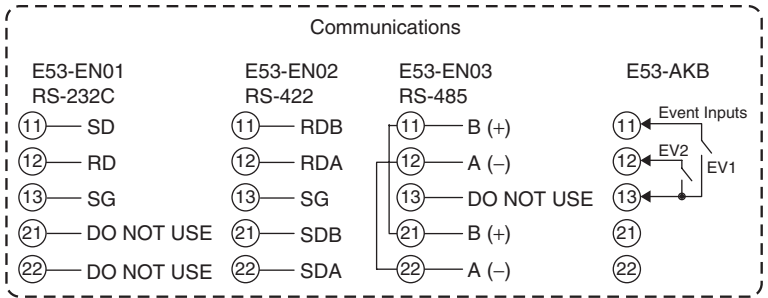 Communications
E53-EN01 E53-EN02 E53-EN03 E53-AKB
RS-232C RS-422 RS-485
11 SD 11 RDB 11 B (+) 11 Event Inputs
12 RD 12 RDA 12 A (−) 12 EV2 EV1
13 SG 13 SG 13 DO NOT USE 13
21 DO NOT USE 21 SDB 21 B (+) 21
22 DO NOT USE 22 SDA 22 A (−) 22